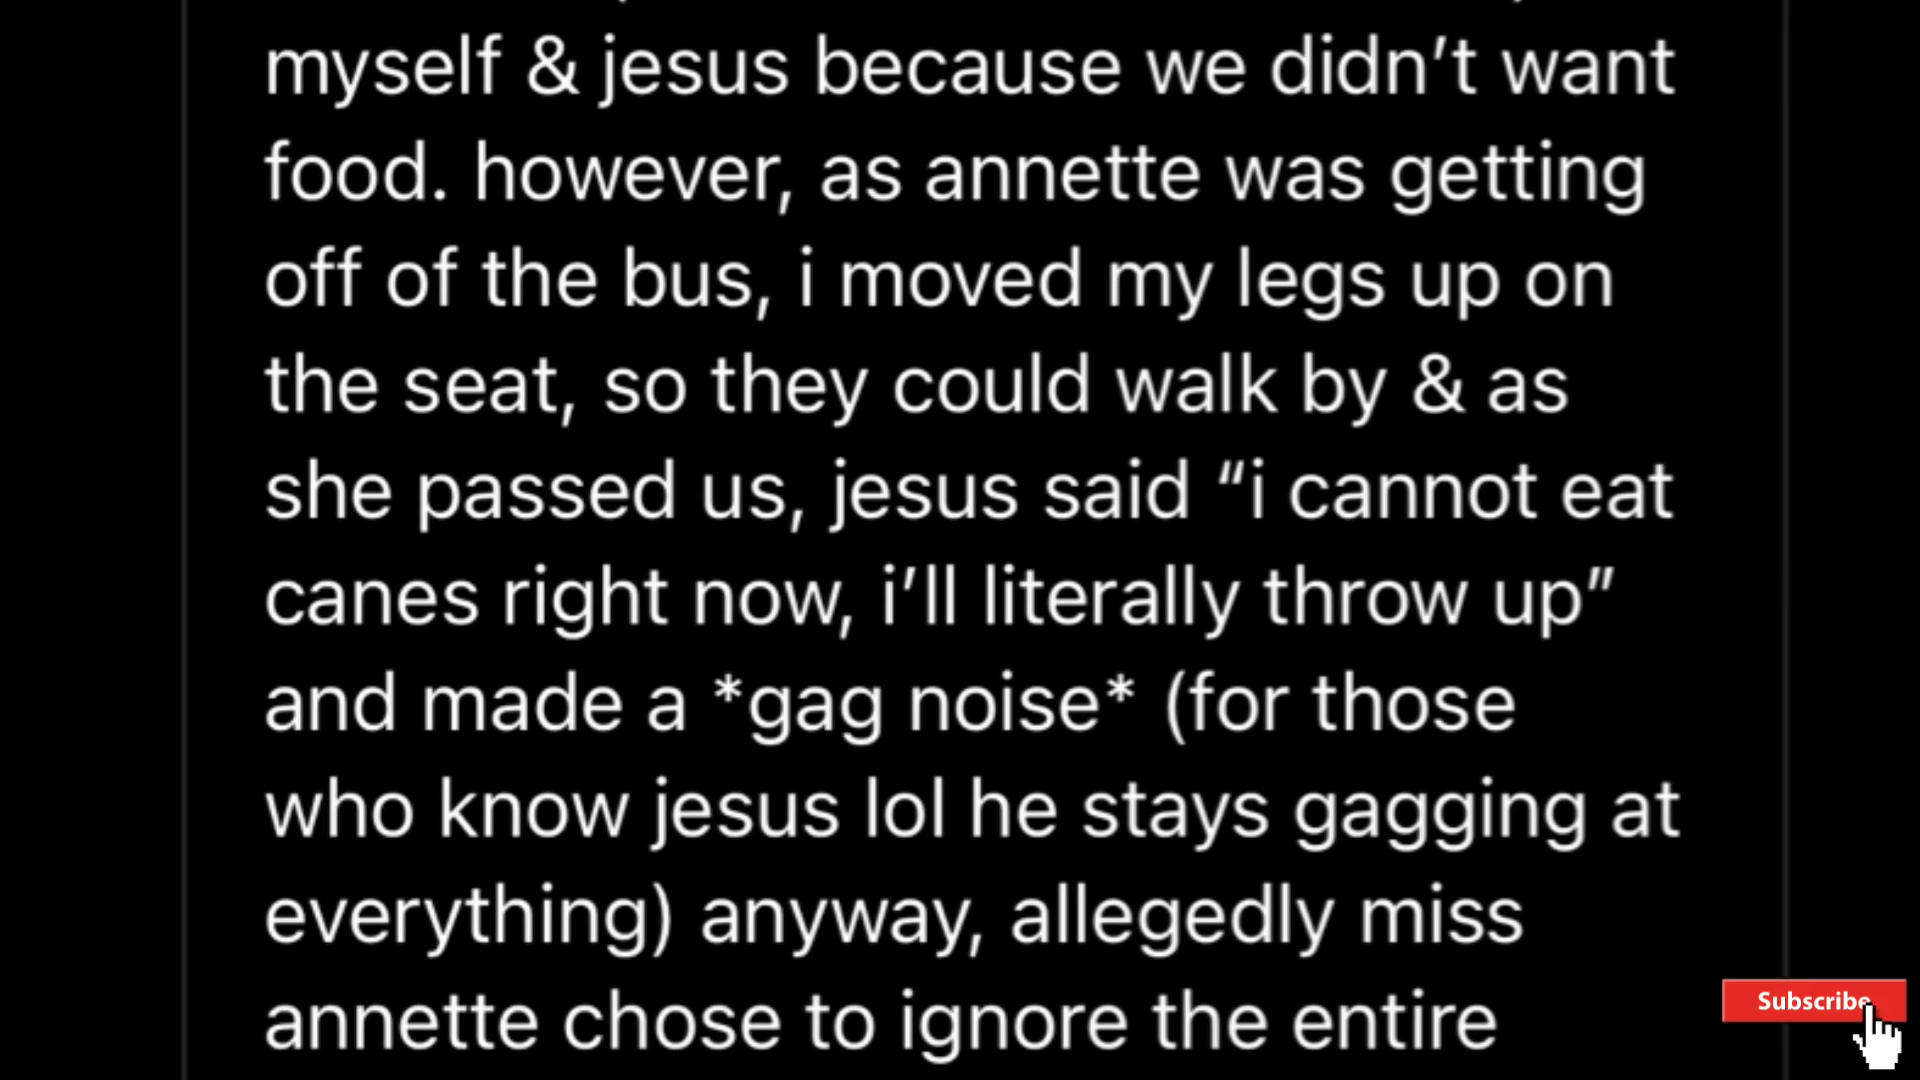 myself & jesus because we didn’t want
food. however, as annette was getting
off of the bus, i moved my legs up on
the seat, so they could walk by & as
she passed us, jesus said “i cannot eat
canes right now, i’ll literally throw up”
and made a *gag noise* (for those
who know jesus lol he stays gagging at
everything) anyway, allegedly miss
annette chose to ignore the entire
Subscribe